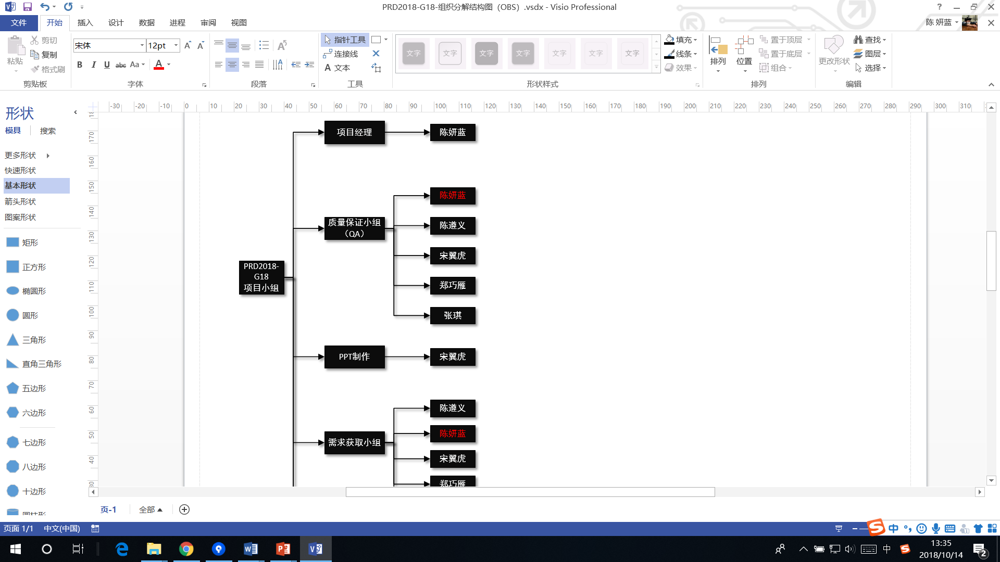 PRD2018-G18-组织分解结构图（OBS）.vsdx - Visio Professional
文件 开始 插入 设计 数据 进程 审阅 视图
陈 妍蓝
粘贴
剪切
复制
格式刷
剪贴板
宋体 12pt
B I U abc Aa A
字体
段落
指针工具
连接线
A 文本
工具
文字 文字 文字 文字 文字 文字 文字
形状样式
填充
线条
效果
排列
位置
置于顶层
置于底层
组合
排列
更改形状
查找
图层
选择
编辑
形状
模具 搜索
更多形状
快速形状
基本形状
箭头形状
图案形状
矩形
正方形
椭圆形
圆形
三角形
直角三角形
五边形
六边形
七边形
八边形
十边形
圆柱形
-30 -20 -10 0 10 20 30 40 50 60 70 80 90 100 110 120 130 140 150 160 170 180 190 200 210 220 230 240 250 260 270 280 290 300 310
170
160
150
140
130
120
110
100
90
80
70
60
50
40
项目经理
陈妍蓝
质量保证小组
（QA）
陈妍蓝
陈遵义
宋翼虎
郑巧雁
张琪
PRD2018-
G18
项目小组
PPT制作
宋翼虎
需求获取小组
陈遵义
陈妍蓝
宋翼虎
郑巧雁
页-1 全部
页面 1/1 中文(中国)
中
中
13:35
2018/10/14
2